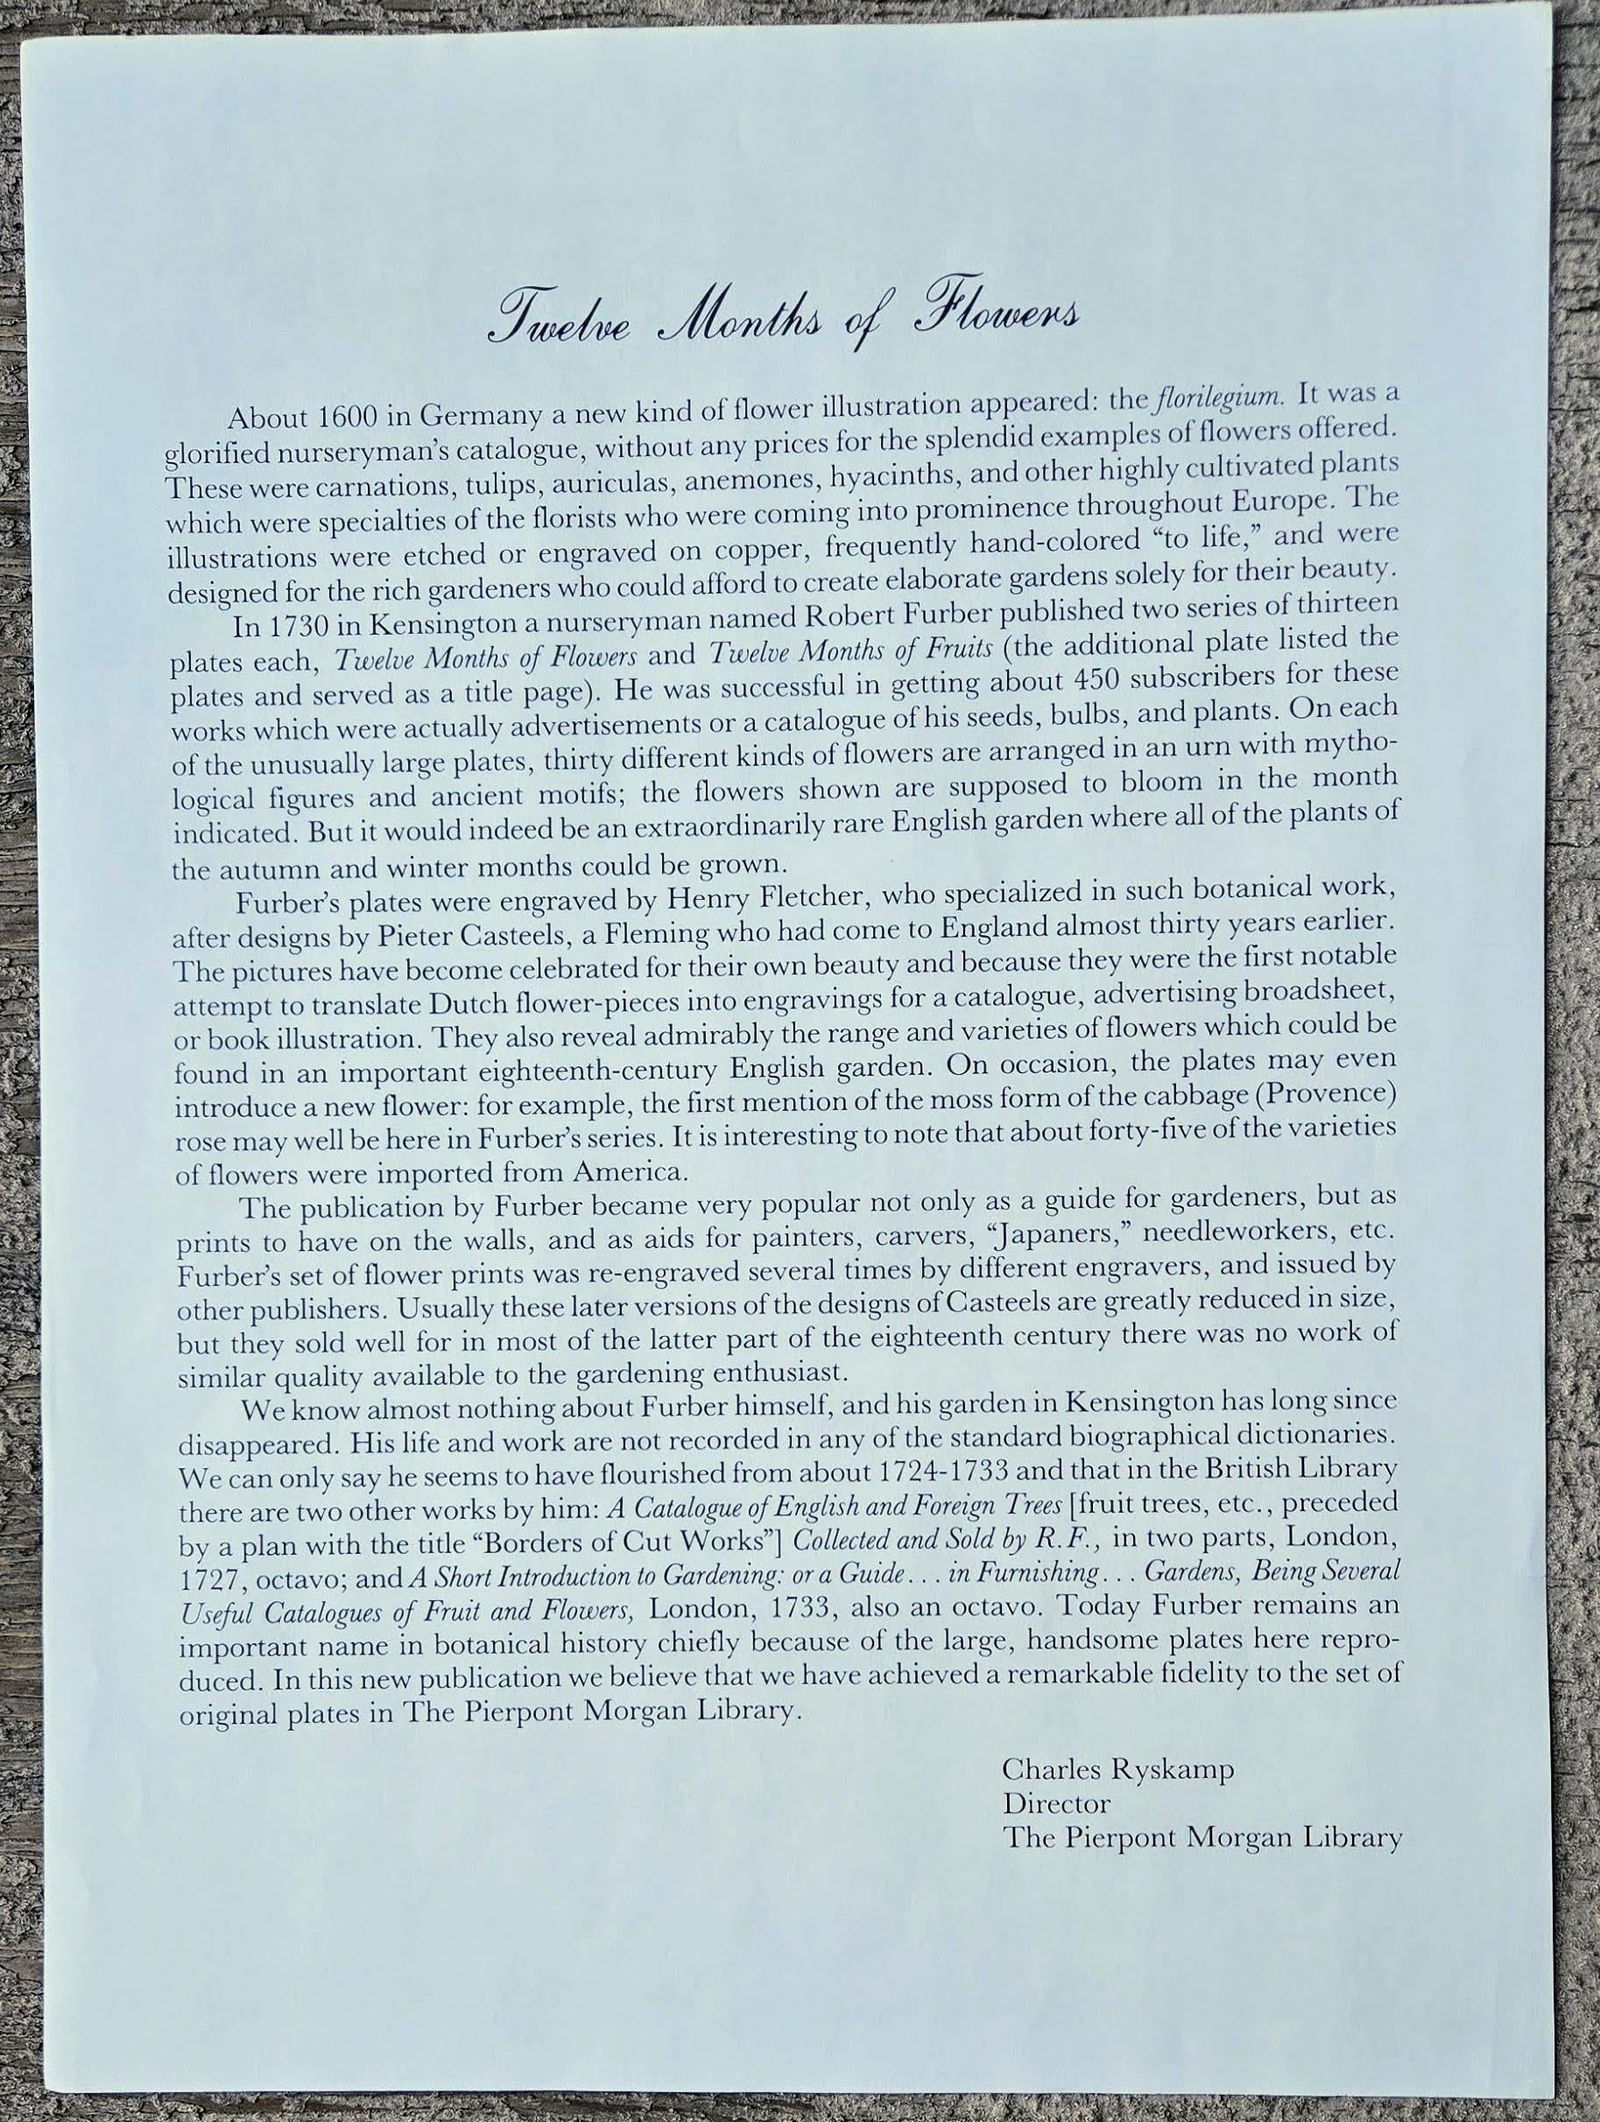 Twelve Months of Flowers
About 1600 in Germany a new kind of flower illustration appeared: the florilegium. It was a
glorified nurseryman's catalogue, without any prices for the splendid examples of flowers offered.
These were carnations, tulips, auriculas, anemones, hyacinths, and other highly cultivated plants
which were specialties of the florists who were coming into prominence throughout Europe. The
illustrations were etched or engraved on copper, frequently hand-colored “to life,” and were
designed for the rich gardeners who could afford to create elaborate gardens solely for their beauty.
In 1730 in Kensington a nurseryman named Robert Furber published two series of thirteen
plates each, Twelve Months of Flowers and Twelve Months of Fruits (the additional plate listed the
plates and served as a title page). He was successful in getting about 450 subscribers for these
works which were actually advertisements or a catalogue of his seeds, bulbs, and plants. On each
of the unusually large plates, thirty different kinds of flowers are arranged in an urn with mytho-
logical figures and ancient motifs; the flowers shown are supposed to bloom in the month
indicated. But it would indeed be an extraordinarily rare English garden where all of the plants of
the autumn and winter months could be grown.
Furber's plates were engraved by Henry Fletcher, who specialized in such botanical work,
after designs by Pieter Casteels, a Fleming who had come to England almost thirty years earlier.
The pictures have become celebrated for their own beauty and because they were the first notable
attempt to translate Dutch flower-pieces into engravings for a catalogue, advertising broadsheet,
or book illustration. They also reveal admirably the range and varieties of flowers which could be
found in an important eighteenth-century English garden. On occasion, the plates may even
introduce a new flower: for example, the first mention of the moss form of the cabbage (Provence)
rose may well be here in Furber's series. It is interesting to note that about forty-five of the varieties
of flowers were imported from America.
The publication by Furber became very popular not only as a guide for gardeners, but as
prints to have on the walls, and as aids for painters, carvers, “Japaners,” needleworkers, etc.
Furber's set of flower prints was re-engraved several times by different engravers, and issued by
other publishers. Usually these later versions of the designs of Casteels are greatly reduced in size,
but they sold well for in most of the latter part of the eighteenth century there was no work of
similar quality available to the gardening enthusiast.
We know almost nothing about Furber himself, and his garden in Kensington has long since
disappeared. His life and work are not recorded in any of the standard biographical dictionaries.
We can only say he seems to have flourished from about 1724-1733 and that in the British Library
there are two other works by him: A Catalogue of English and Foreign Trees [fruit trees, etc., preceded
by a plan with the title “Borders of Cut Works”] Collected and Sold by R.F., in two parts, London,
1727, octavo; and A Short Introduction to Gardening: or a Guide. . . in Furnishing. . . Gardens, Being Several
Useful Catalogues of Fruit and Flowers, London, 1733, also an octavo. Today Furber remains an
important name in botanical history chiefly because of the large, handsome plates here repro-
duced. In this new publication we believe that we have achieved a remarkable fidelity to the set of
original plates in The Pierpont Morgan Library.
Charles Ryskamp
Director
The Pierpont Morgan Library